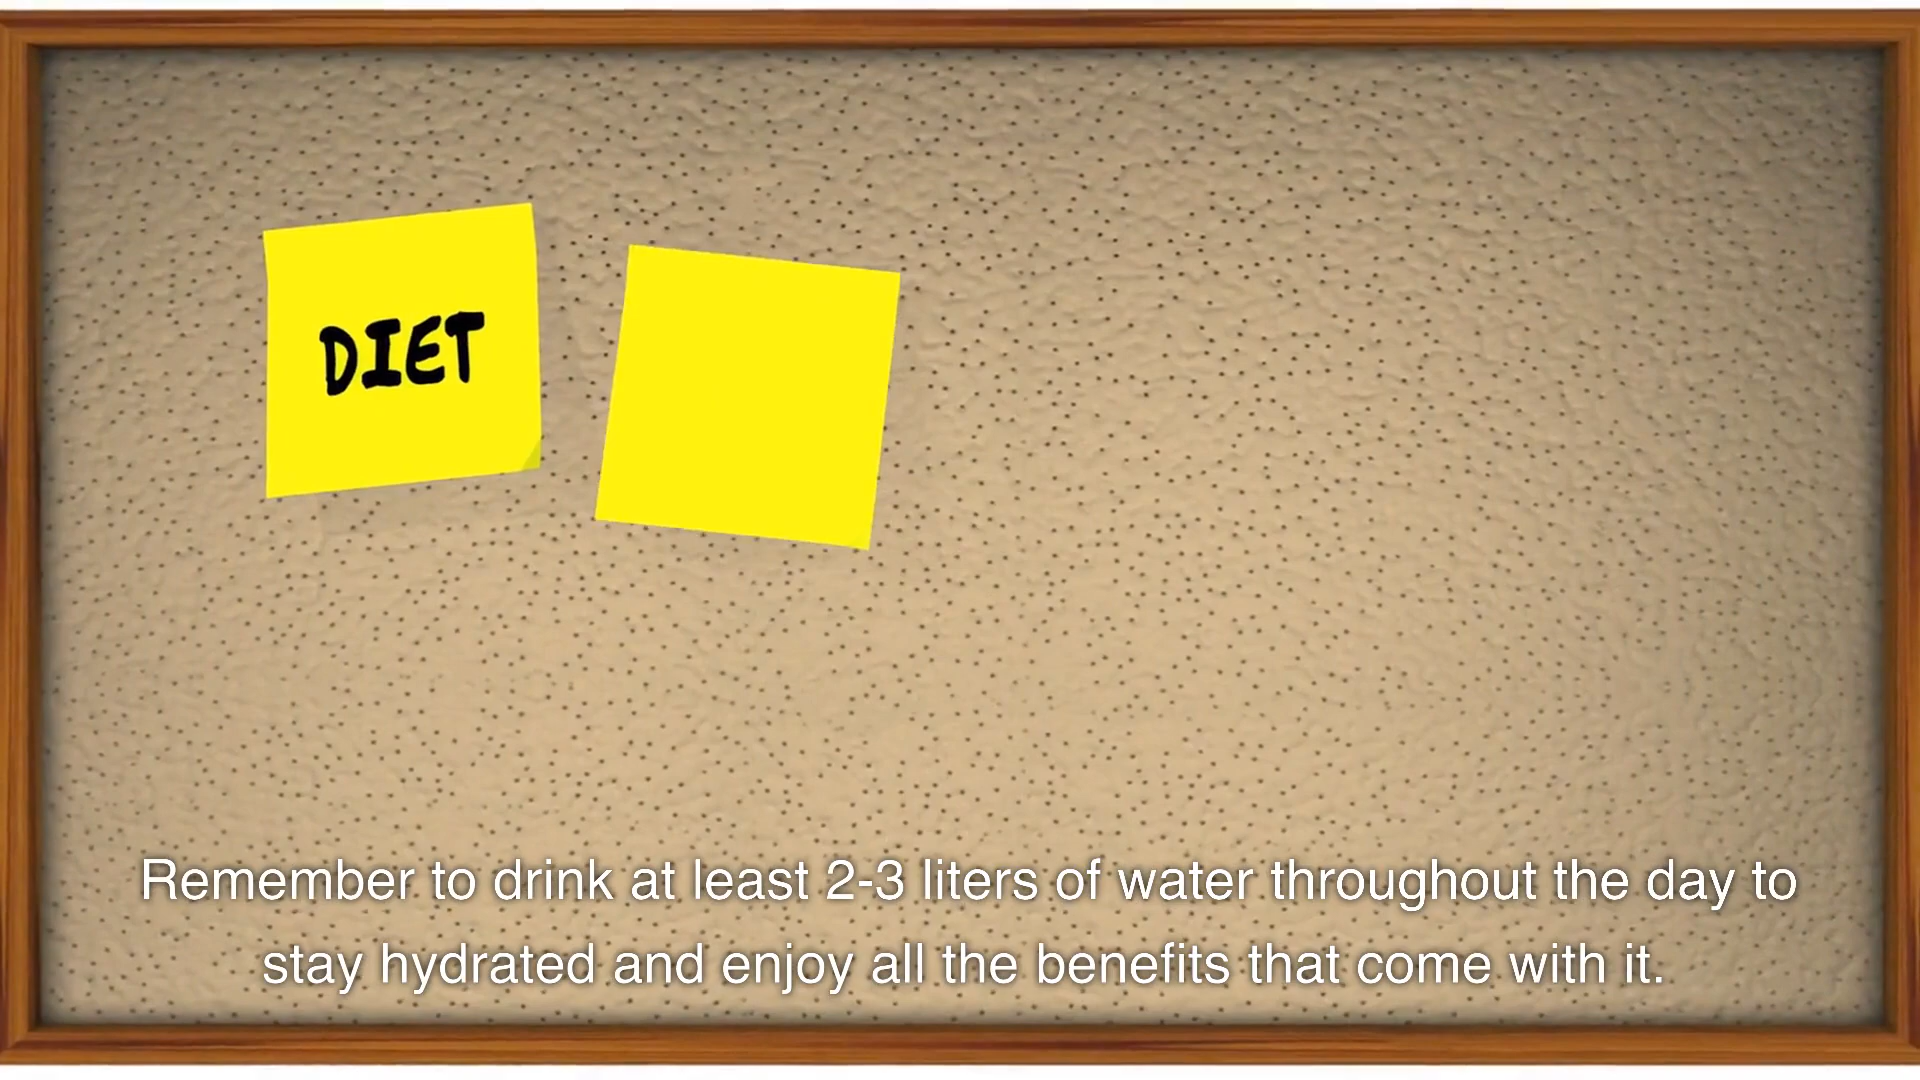 DIET
Remember to drink at least 2-3 liters of water throughout the day to
stay hydrated and enjoy all the benefits that come with it.